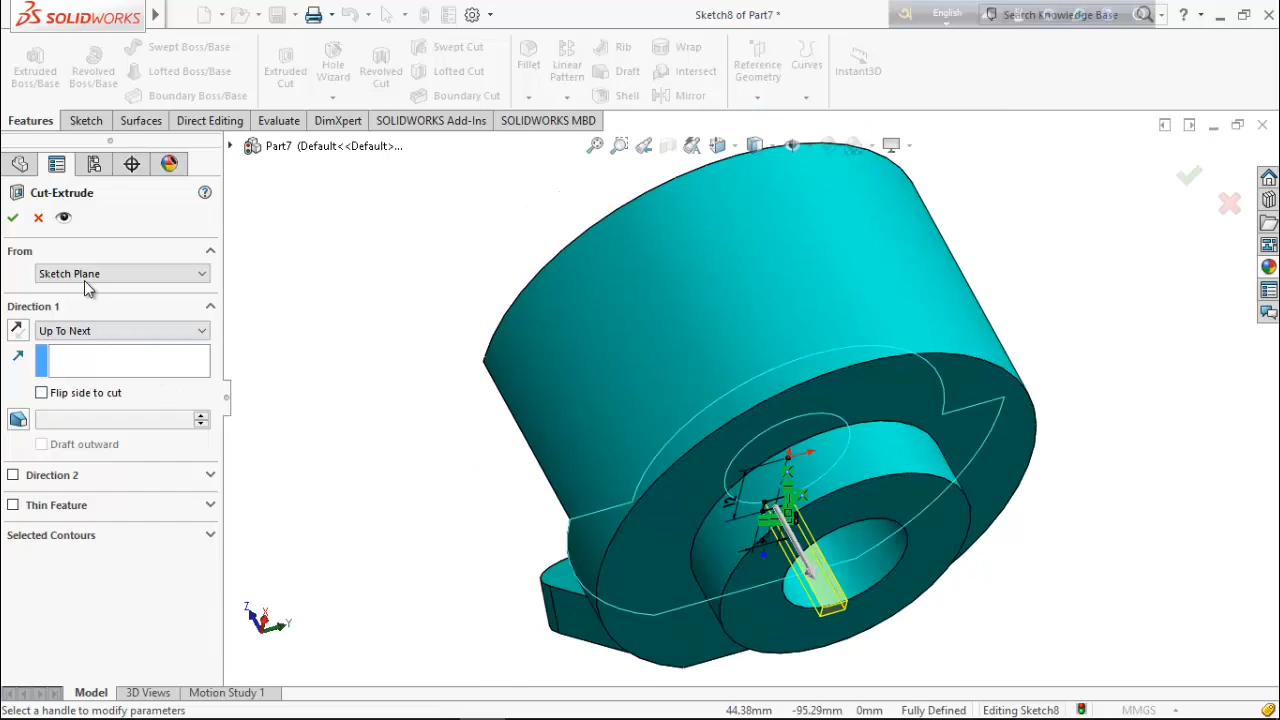 SOLIDWORKS
Sketch8 of Part7 *
English
Search Knowledge Base
?
Extruded Boss/Base
Revolved Boss/Base
Swept Boss/Base
Lofted Boss/Base
Boundary Boss/Base
Extruded Cut
Hole Wizard
Revolved Cut
Swept Cut
Lofted Cut
Boundary Cut
Fillet
Linear Pattern
Rib
Draft
Shell
Wrap
Intersect
Mirror
Reference Geometry
Curves
Instant3D
Features
Sketch
Surfaces
Direct Editing
Evaluate
DimXpert
SOLIDWORKS Add-Ins
SOLIDWORKS MBD
Part7 (Default<<Default>...
Cut-Extrude
?
From
Sketch Plane
Direction 1
Up To Next
Flip side to cut
Draft outward
Direction 2
Thin Feature
Selected Contours
Z
X
Y
Model
3D Views
Motion Study 1
Select a handle to modify parameters
44.38mm
-95.29mm
0mm
Fully Defined
Editing Sketch8
MMGS